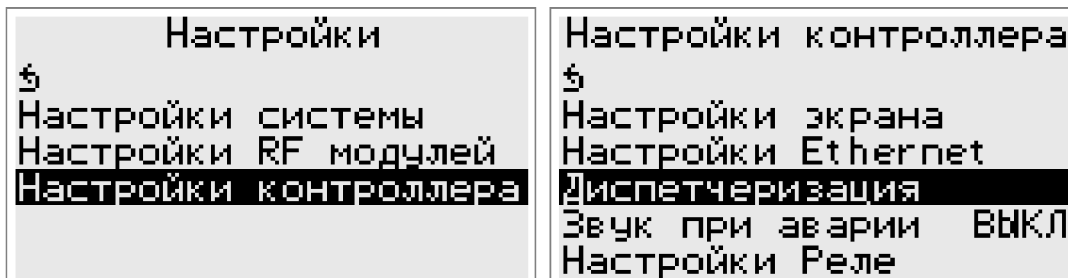 Настройки
Настройки системы
Настройки RF модулей
Настройки контроллера
Настройки контроллера
Настройки экрана
Настройки Ethernet
Диспетчеризация
Звук при аварии ВЫКЛ
Настройки Реле